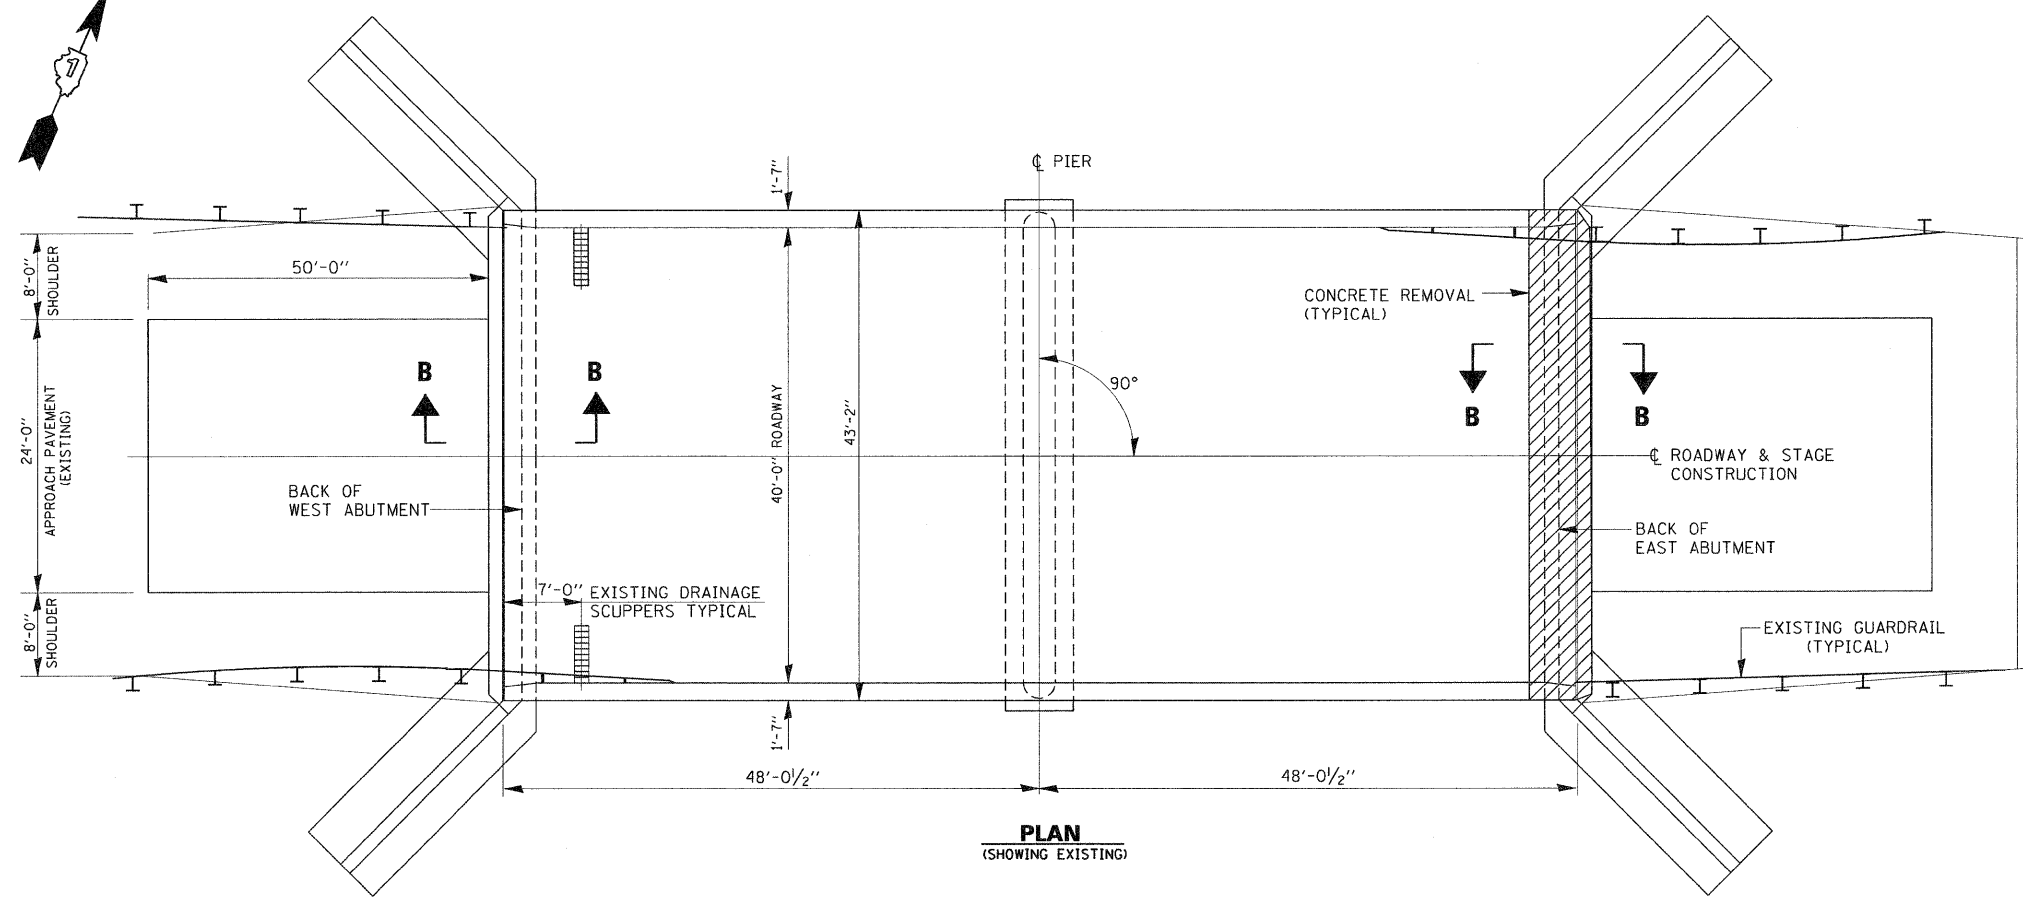 1
℄ PIER
1'-7"
8'-0"
SHOULDER
50'-0"
CONCRETE REMOVAL
(TYPICAL)
B
B
B
B
90°
24'-0"
APPROACH PAVEMENT
(EXISTING)
40'-0" ROADWAY
43'-2"
℄ ROADWAY & STAGE
CONSTRUCTION
BACK OF
WEST ABUTMENT
BACK OF
EAST ABUTMENT
7'-0"
EXISTING DRAINAGE
SCUPPERS TYPICAL
8'-0"
SHOULDER
EXISTING GUARDRAIL
(TYPICAL)
1'-7"
48'-0½"
48'-0½"
PLAN
(SHOWING EXISTING)